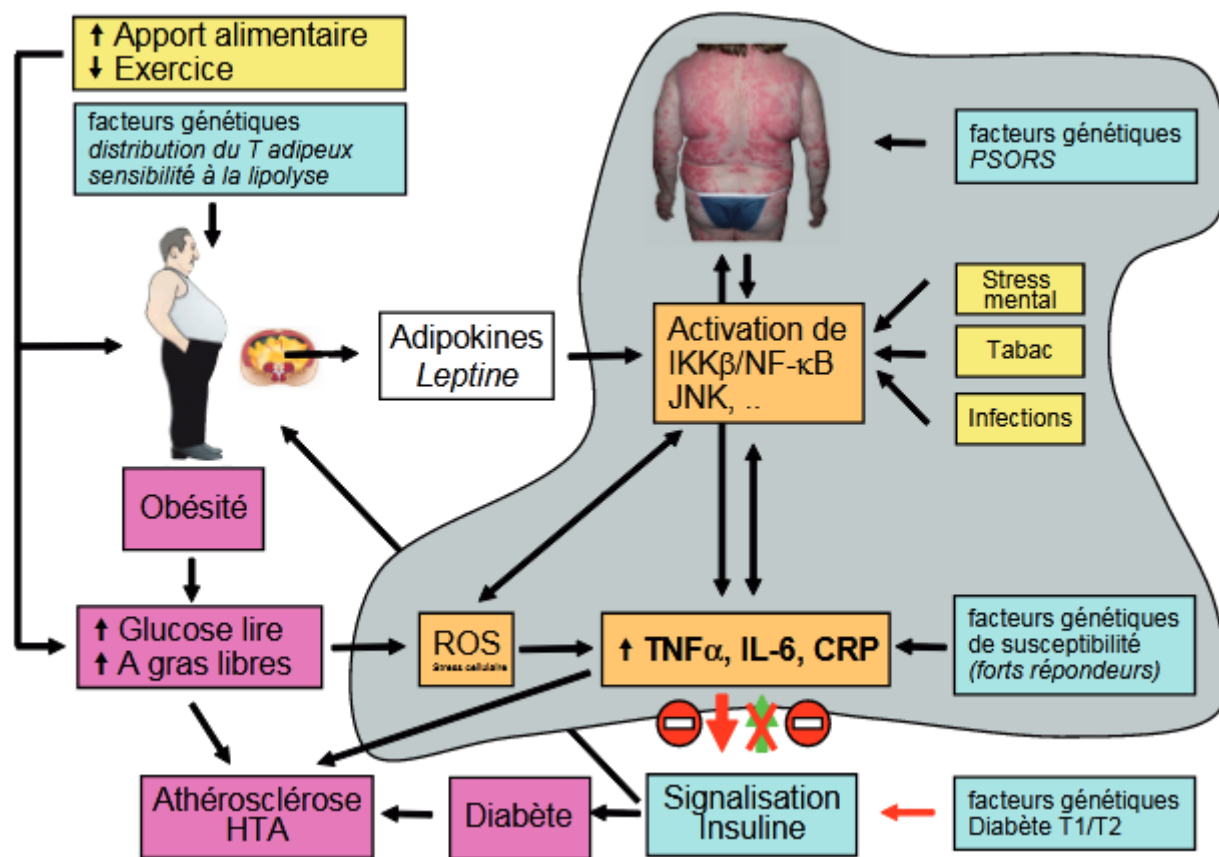 ↑ Apport alimentaire
↓ Exercice
facteurs génétiques
distribution du T adipeux
sensibilité à la lipolyse
facteurs génétiques
PSORS
Stress
mental
Tabac
Infections
Adipokines
Leptine
Activation de
IKKβ/NF-κB
JNK, ..
Obésité
↑ Glucose lire
↑ A gras libres
ROS
Stress cellulaire
↑ TNFα, IL-6, CRP
facteurs génétiques
de susceptibilité
(forts répondeurs)
Athérosclérose
HTA
Diabète
Signalisation
Insuline
facteurs génétiques
Diabète T1/T2